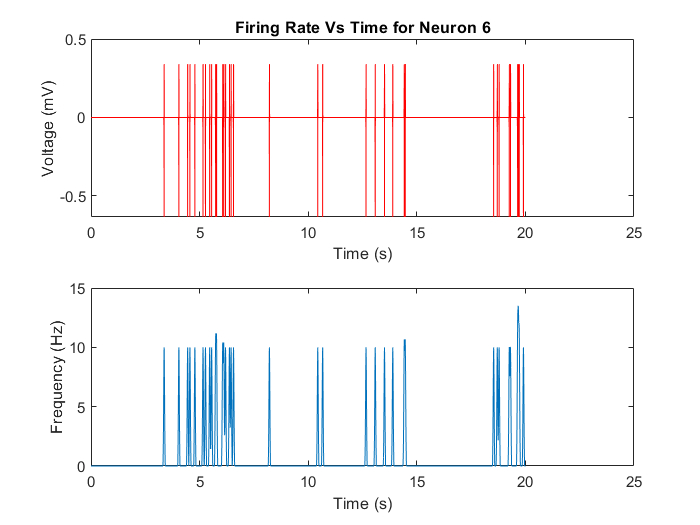 Firing Rate Vs Time for Neuron 6
0.5
0
-0.5
Voltage (mV)
0 5 10 15 20 25
Time (s)
15
10
5
0
Frequency (Hz)
0 5 10 15 20 25
Time (s)